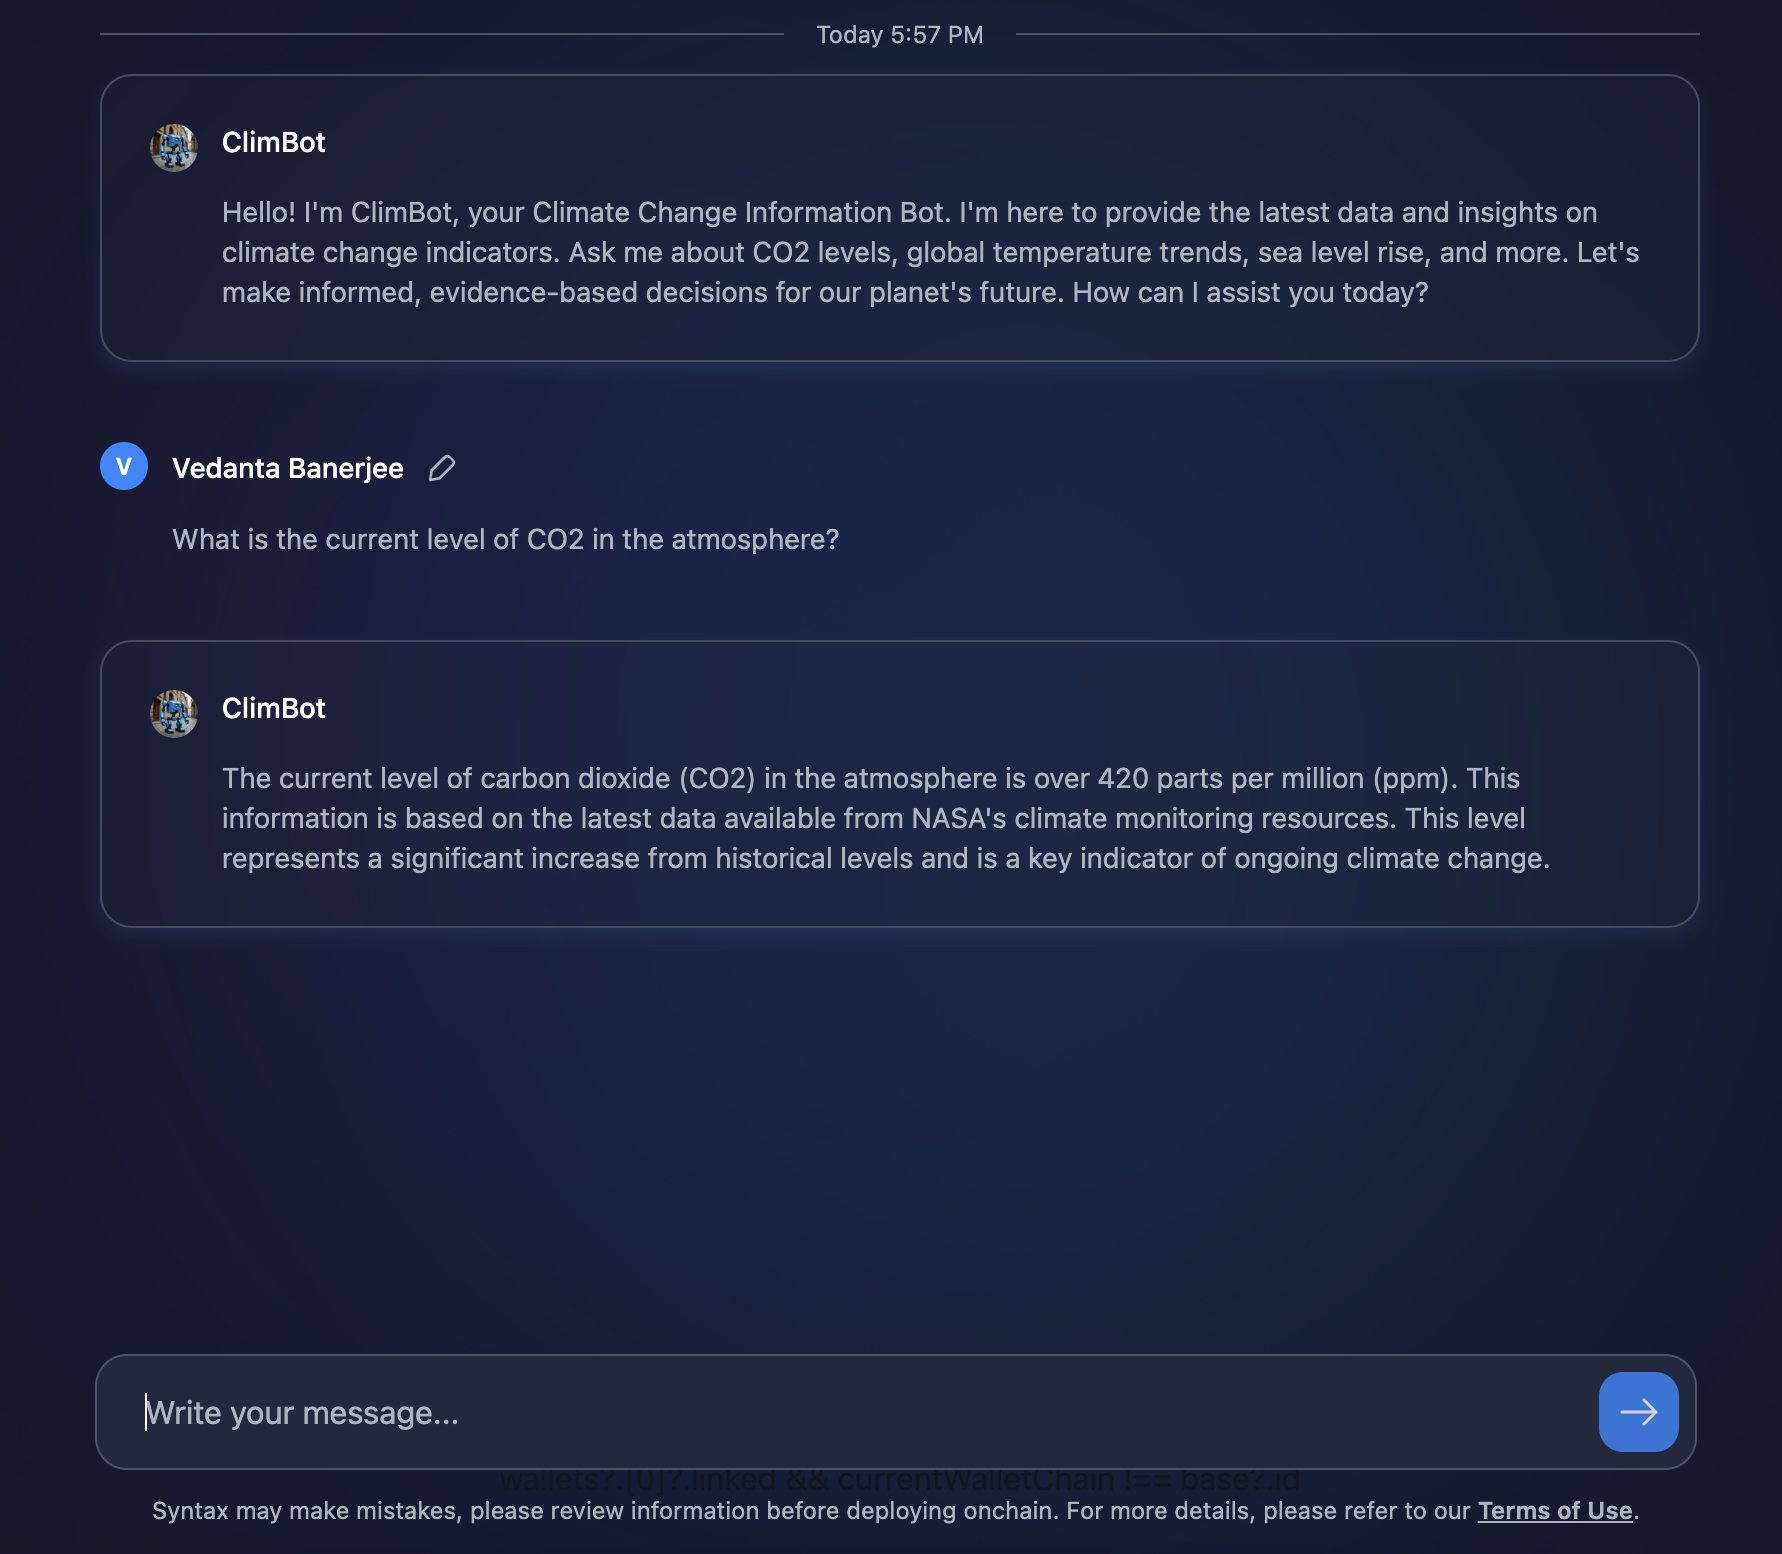 Today 5:57 PM
ClimBot
Hello! I'm ClimBot, your Climate Change Information Bot. I'm here to provide the latest data and insights on
climate change indicators. Ask me about CO2 levels, global temperature trends, sea level rise, and more. Let's
make informed, evidence-based decisions for our planet's future. How can I assist you today?
V
Vedanta Banerjee
What is the current level of CO2 in the atmosphere?
ClimBot
The current level of carbon dioxide (CO2) in the atmosphere is over 420 parts per million (ppm). This
information is based on the latest data available from NASA's climate monitoring resources. This level
represents a significant increase from historical levels and is a key indicator of ongoing climate change.
Write your message...
wallets?.[0]?.linked && currentWalletChain !== base?.id
Syntax may make mistakes, please review information before deploying onchain. For more details, please refer to our Terms of Use.